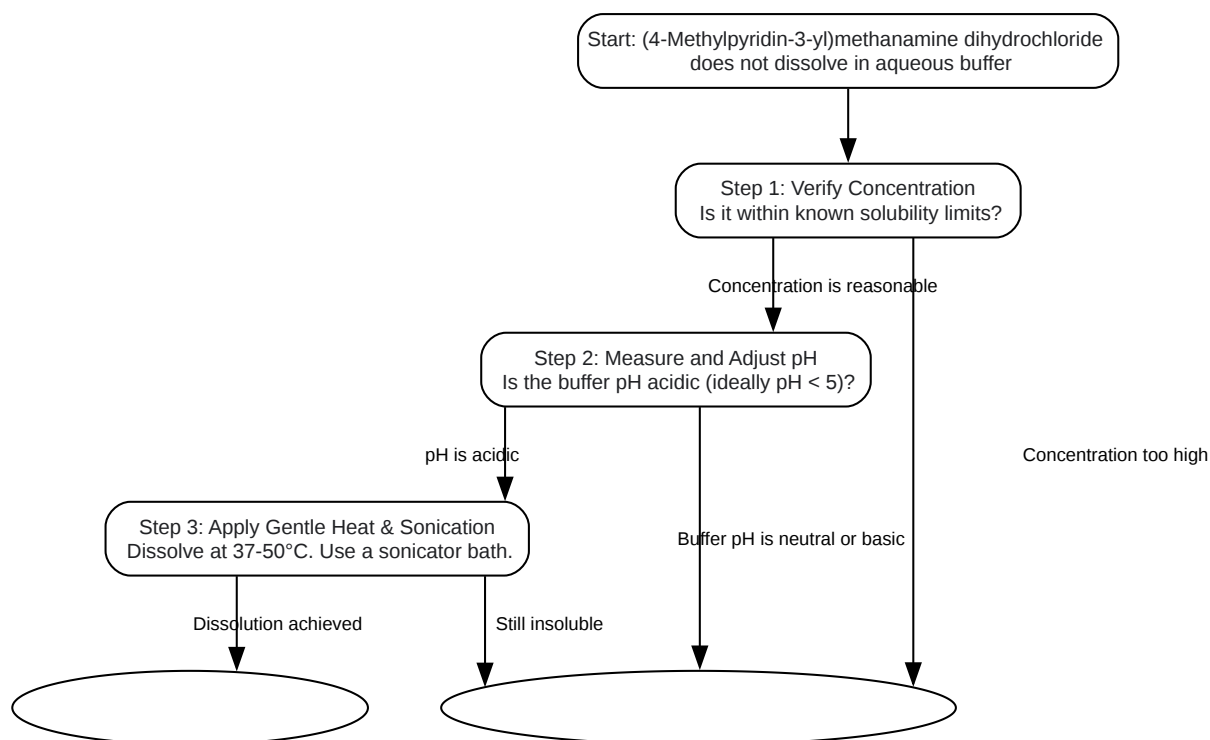 Start: (4-Methylpyridin-3-yl)methanamine dihydrochloride
does not dissolve in aqueous buffer
Step 1: Verify Concentration
Is it within known solubility limits?
Concentration is reasonable
Step 2: Measure and Adjust pH
Is the buffer pH acidic (ideally pH < 5)?
pH is acidic
Concentration too high
Step 3: Apply Gentle Heat & Sonication
Dissolve at 37-50°C. Use a sonicator bath.
Buffer pH is neutral or basic
Dissolution achieved
Still insoluble